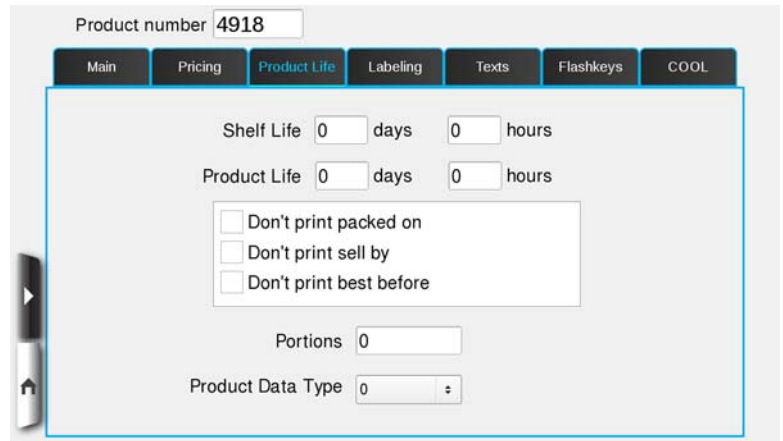 Product number 4918
Main Pricing Product Life Labeling Texts Flashkeys COOL
Shelf Life 0 days 0 hours
Product Life 0 days 0 hours
Don't print packed on
Don't print sell by
Don't print best before
Portions 0
Product Data Type 0